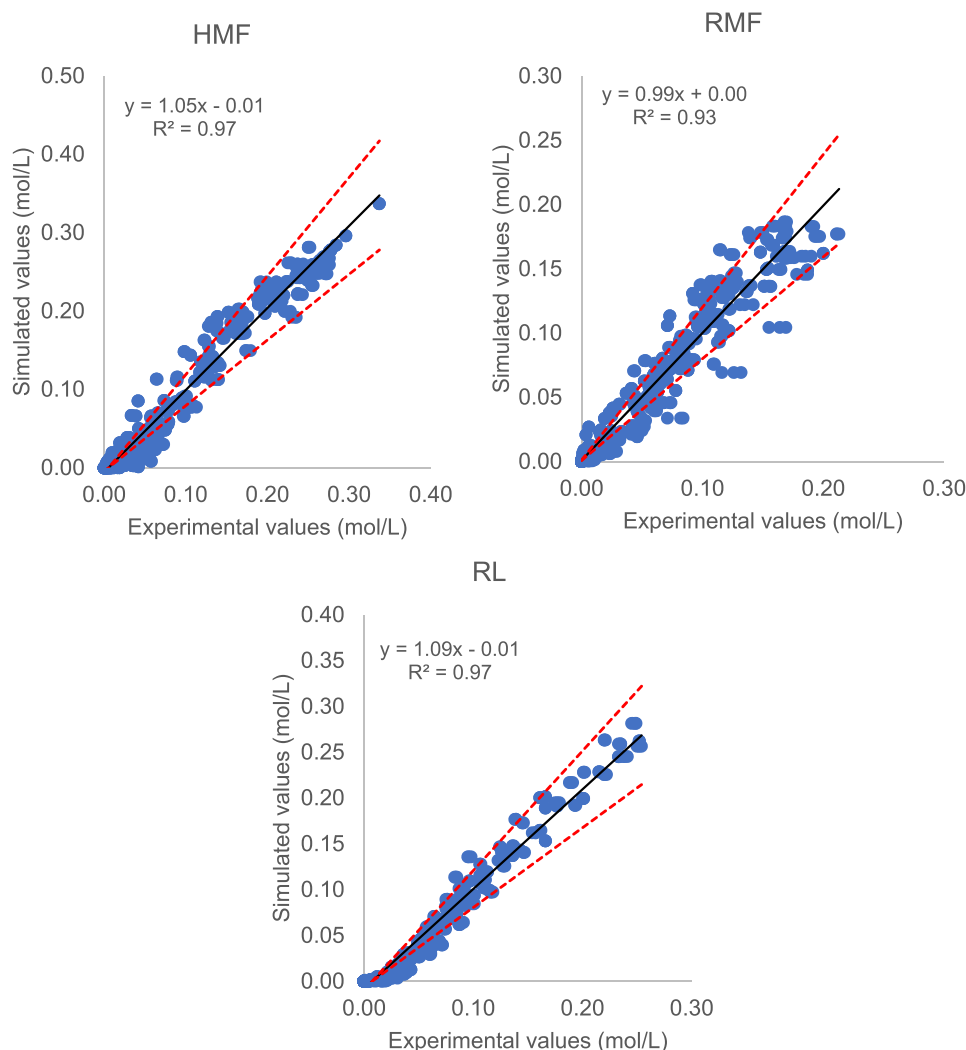 HMF
0.50
0.40
0.30
0.20
0.10
0.00
y = 1.05x - 0.01
R² = 0.97
Simulated values (mol/L)
0.00 0.10 0.20 0.30 0.40
Experimental values (mol/L)
RMF
0.30
0.25
0.20
0.15
0.10
0.05
0.00
y = 0.99x + 0.00
R² = 0.93
Simulated values (mol/L)
0.00 0.10 0.20 0.30
Experimental values (mol/L)
RL
0.40
0.35
0.30
0.25
0.20
0.15
0.10
0.05
0.00
y = 1.09x - 0.01
R² = 0.97
Simulated values (mol/L)
0.00 0.10 0.20 0.30
Experimental values (mol/L)